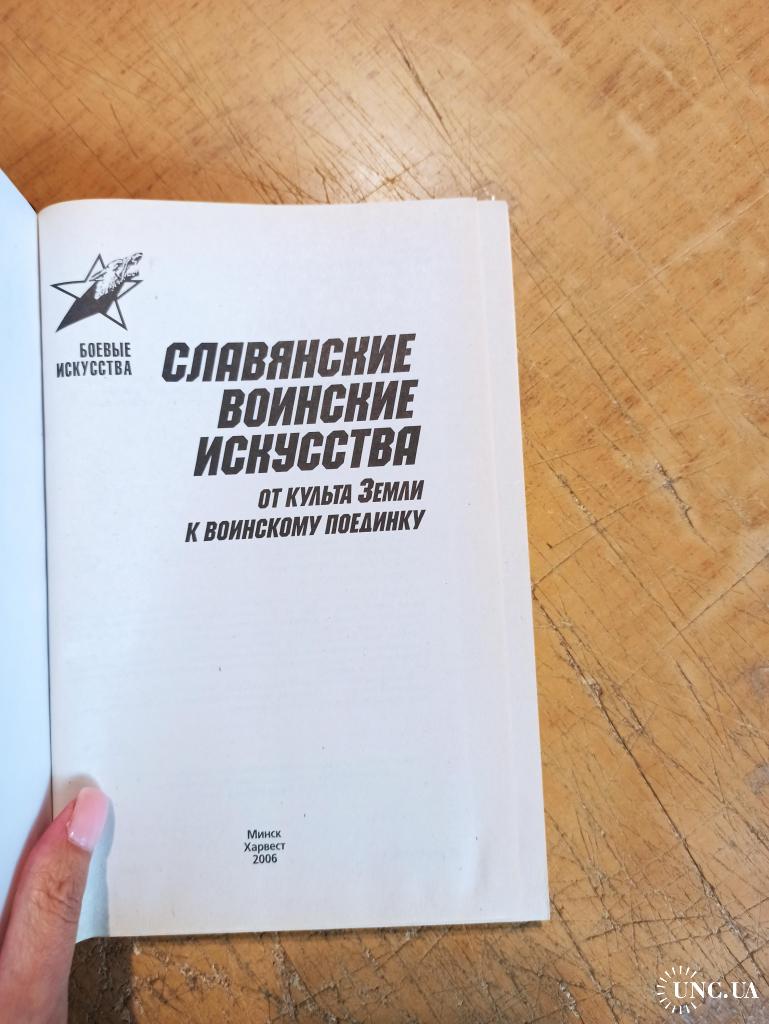 БОЕВЫЕ
ИСКУССТВА
СЛАВЯНСКИЕ
ВОИНСКИЕ
ИСКУССТВА
ОТ КУЛЬТА ЗЕМЛИ
К ВОИНСКОМУ ПОЕДИНКУ
Минск
Харвест
2006
UNC.UA